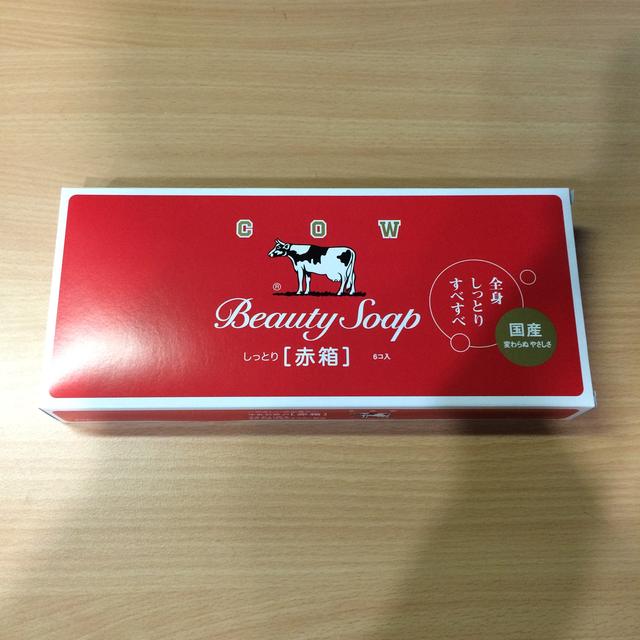 COW
®
Beauty Soap
しっとり［赤箱］ 6コ入
全身
しっとり
すべすべ
国産
変わらぬ やさしさ